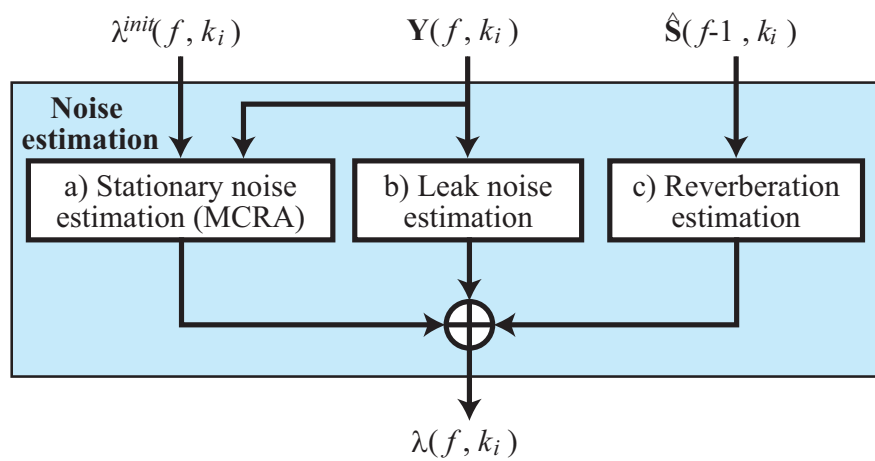 λ^init(f, k_i)
Y(f, k_i)
Ŝ(f-1, k_i)
Noise
estimation
a) Stationary noise
estimation (MCRA)
b) Leak noise
estimation
c) Reverberation
estimation
λ(f, k_i)